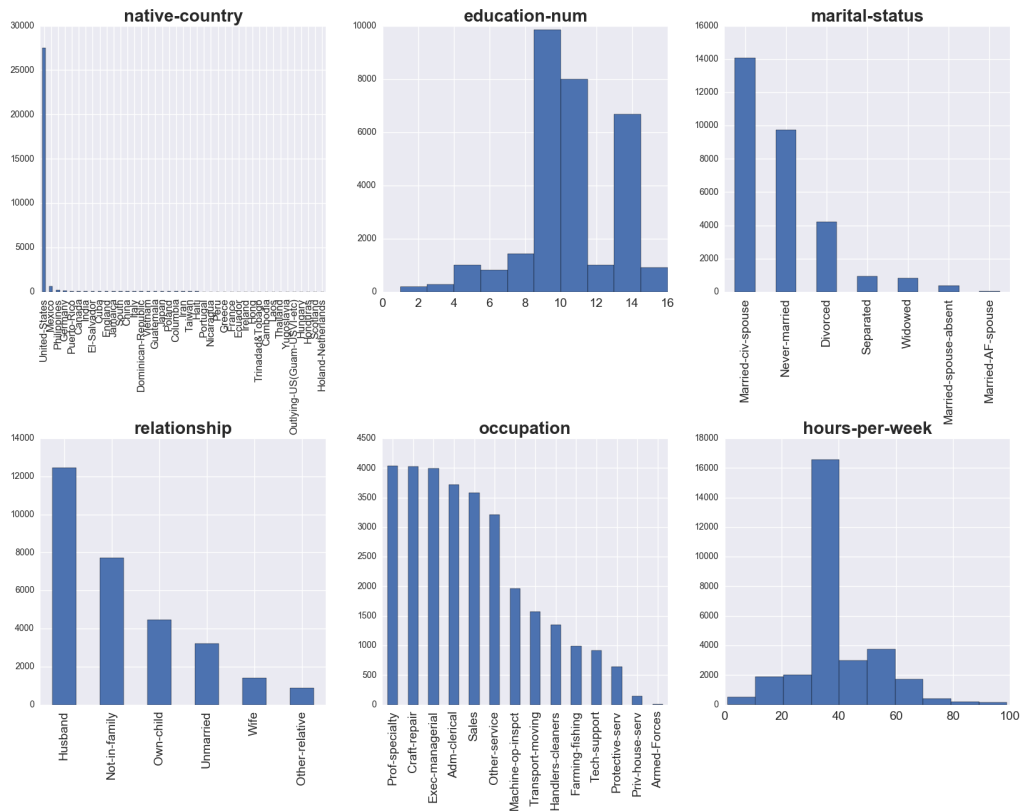 native-country
30000
25000
20000
15000
10000
5000
0
United-States
Mexico
Philippines
Germany
Puerto-Rico
Canada
India
El-Salvador
Cuba
England
Jamaica
South
China
Italy
Dominican-Republic
Vietnam
Guatemala
Japan
Poland
Columbia
Iran
Taiwan
Haiti
Portugal
Nicaragua
Peru
Greece
France
Ecuador
Ireland
Hong
Trinadad&Tobago
Cambodia
Laos
Thailand
Yugoslavia
Outlying-US(Guam-USVI-etc)
Hungary
Honduras
Scotland
Holand-Netherlands
education-num
10000
8000
6000
4000
2000
0
0 2 4 6 8 10 12 14 16
marital-status
16000
14000
12000
10000
8000
6000
4000
2000
0
Married-civ-spouse
Never-married
Divorced
Separated
Widowed
Married-spouse-absent
Married-AF-spouse
relationship
14000
12000
10000
8000
6000
4000
2000
0
Husband
Not-in-family
Own-child
Unmarried
Wife
Other-relative
occupation
4500
4000
3500
3000
2500
2000
1500
1000
500
0
Prof-specialty
Craft-repair
Exec-managerial
Adm-clerical
Sales
Other-service
Machine-op-inspct
Transport-moving
Handlers-cleaners
Farming-fishing
Tech-support
Protective-serv
Priv-house-serv
Armed-Forces
hours-per-week
18000
16000
14000
12000
10000
8000
6000
4000
2000
0
0 20 40 60 80 100